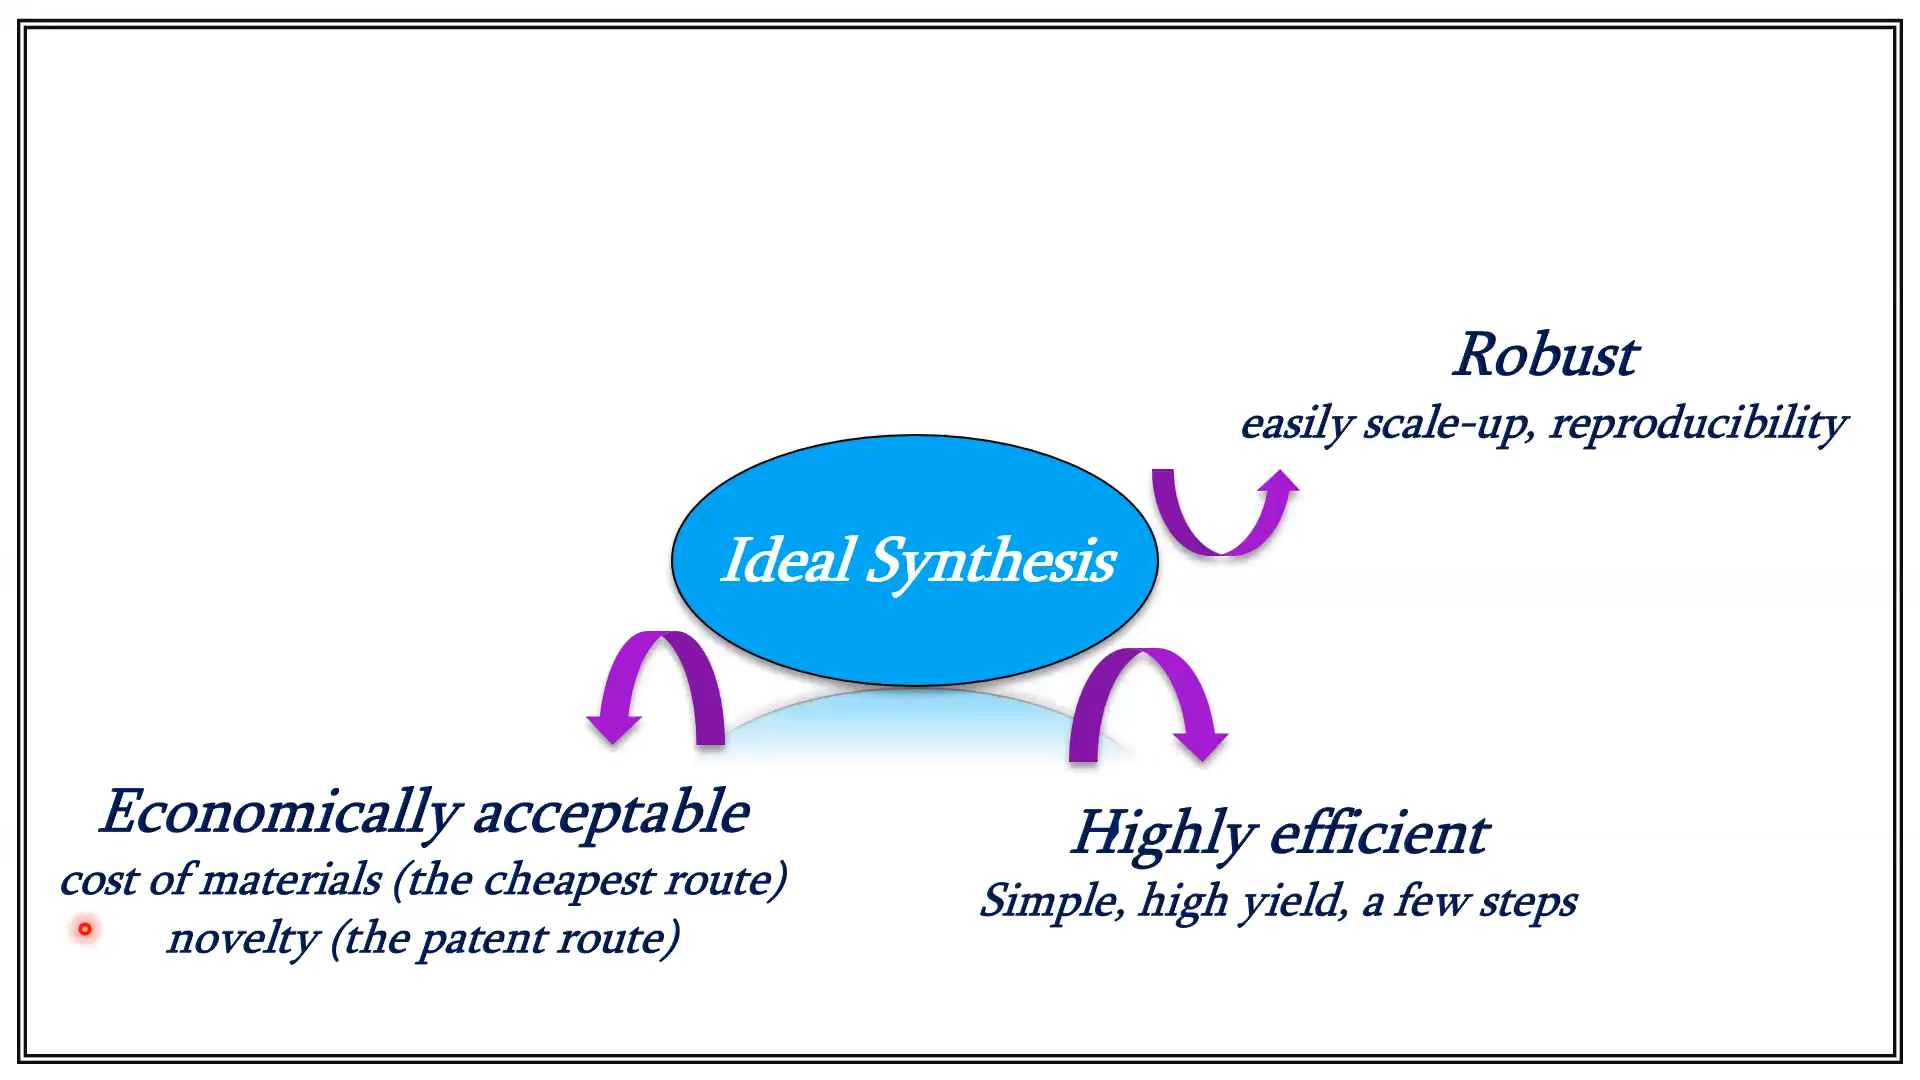 Robust
easily scale-up, reproducibility
Ideal Synthesis
Economically acceptable
cost of materials (the cheapest route)
novelty (the patent route)
Highly efficient
Simple, high yield, a few steps